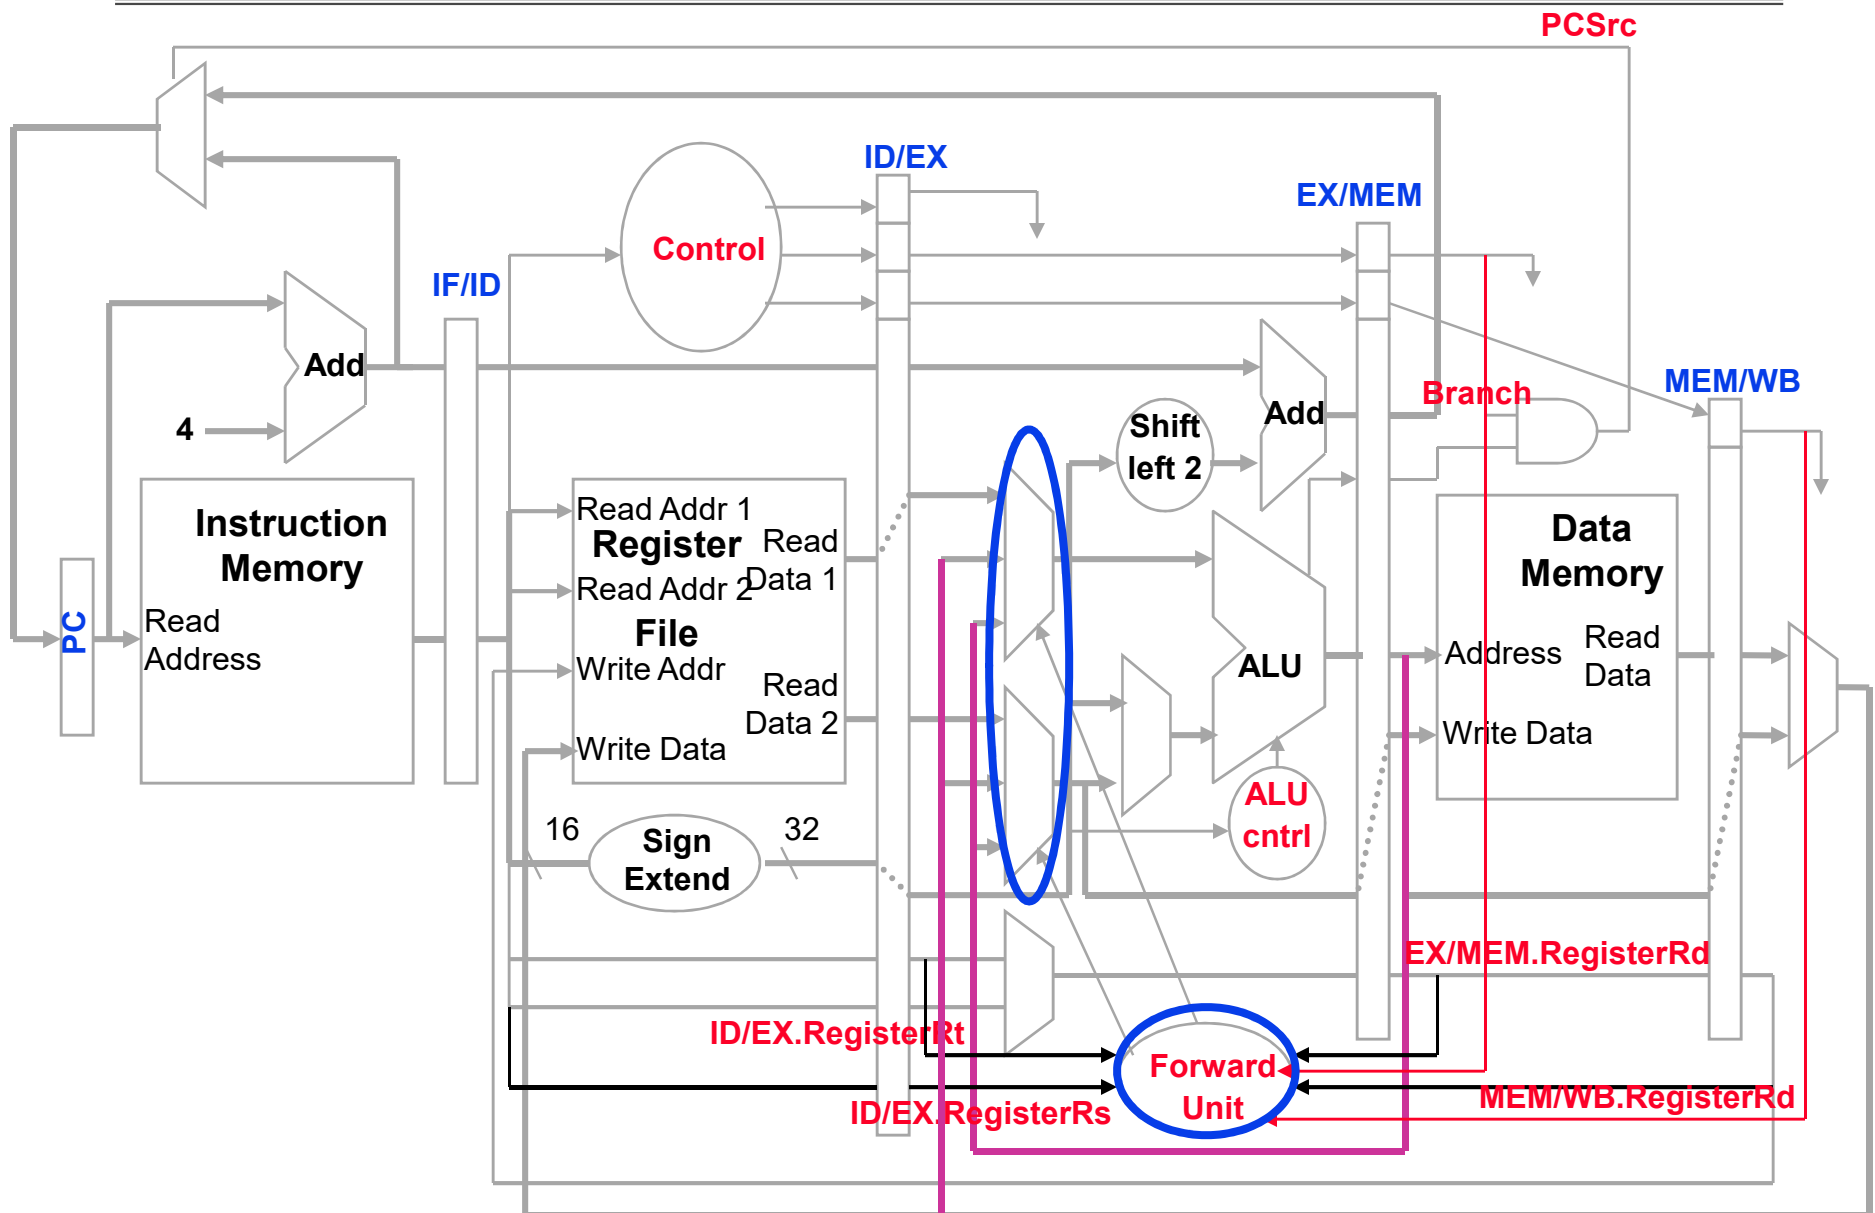 PCSrc
ID/EX
EX/MEM
Control
IF/ID
Add
4
MEM/WB
Branch
Add
Shift
left 2
Instruction
Memory
Read Addr 1
Register
Read
Data 1
Read Addr 2
File
Data
Memory
PC
Read
Address
Write Addr
Read
Data 2
Write Data
ALU
Address
Read
Data
Write Data
ALU
cntrl
16
Sign
Extend
32
EX/MEM.RegisterRd
ID/EX.RegisterRt
Forward
Unit
ID/EX.RegisterRs
MEM/WB.RegisterRd